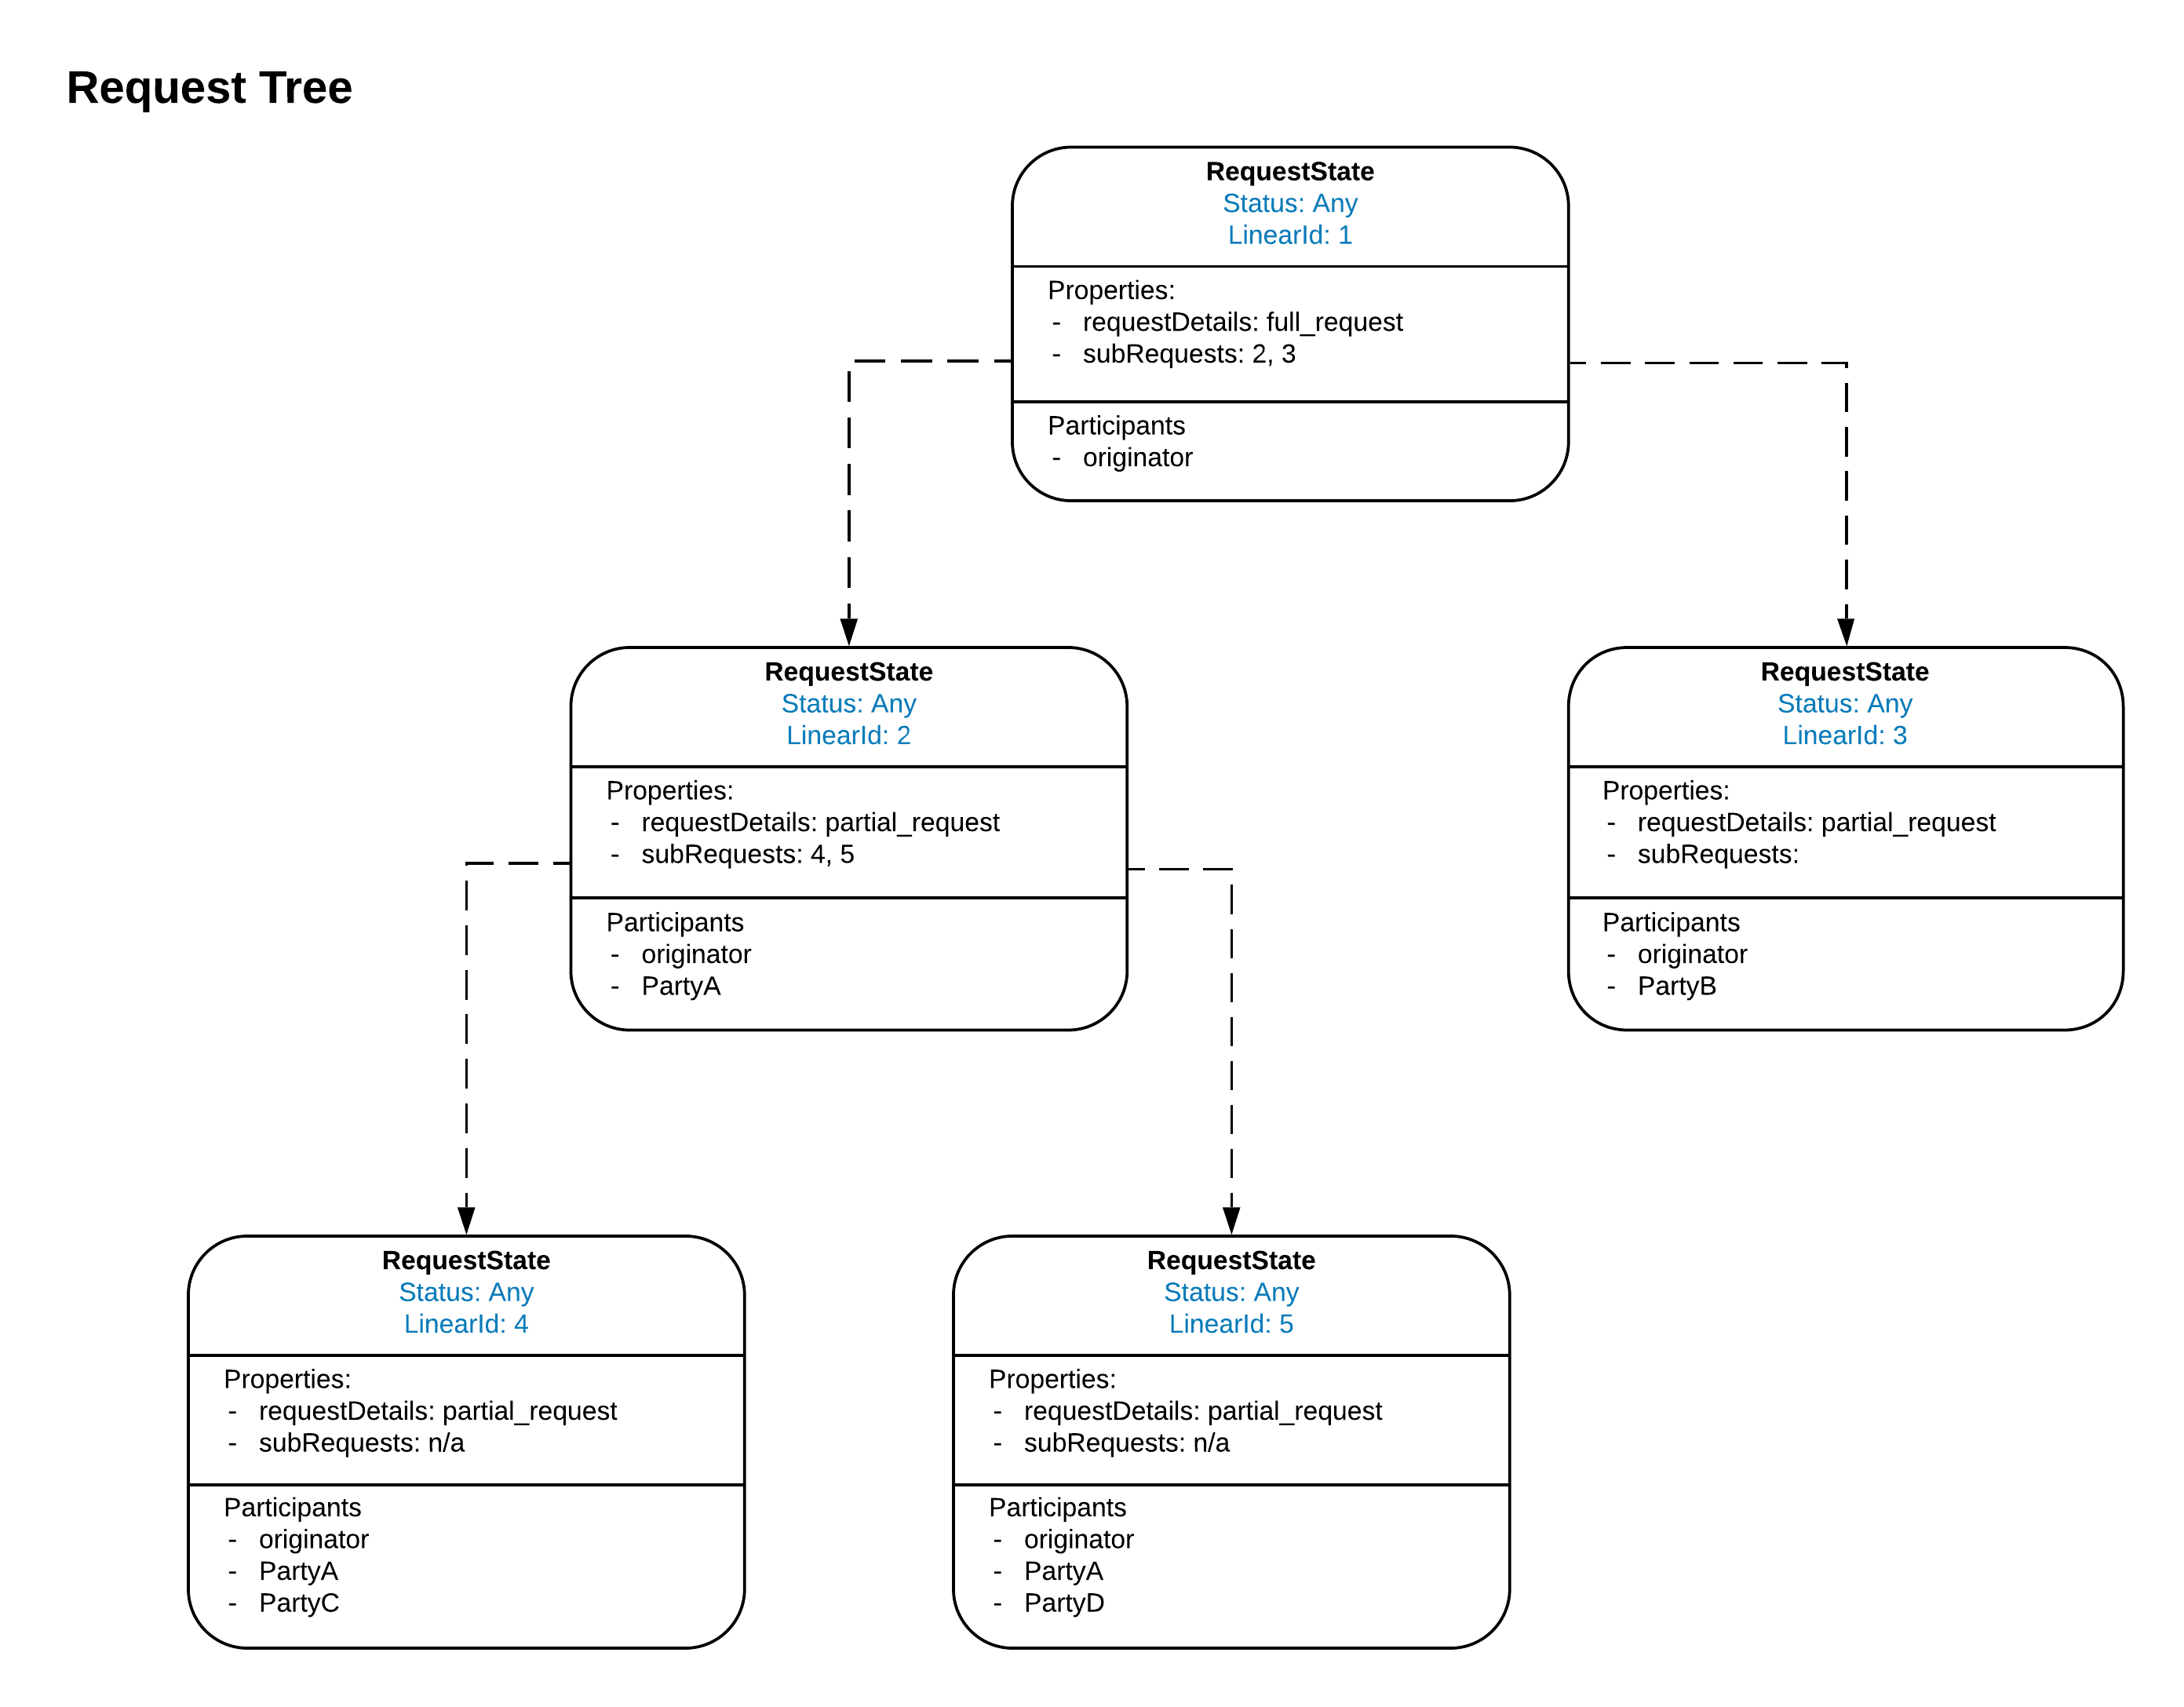 Request Tree
RequestState
Status: Any
LinearId: 1
Properties:
- requestDetails: full_request
- subRequests: 2, 3
Participants
- originator
RequestState
Status: Any
LinearId: 2
Properties:
- requestDetails: partial_request
- subRequests: 4, 5
Participants
- originator
- PartyA
RequestState
Status: Any
LinearId: 3
Properties:
- requestDetails: partial_request
- subRequests:
Participants
- originator
- PartyB
RequestState
Status: Any
LinearId: 4
Properties:
- requestDetails: partial_request
- subRequests: n/a
Participants
- originator
- PartyA
- PartyC
RequestState
Status: Any
LinearId: 5
Properties:
- requestDetails: partial_request
- subRequests: n/a
Participants
- originator
- PartyA
- PartyD